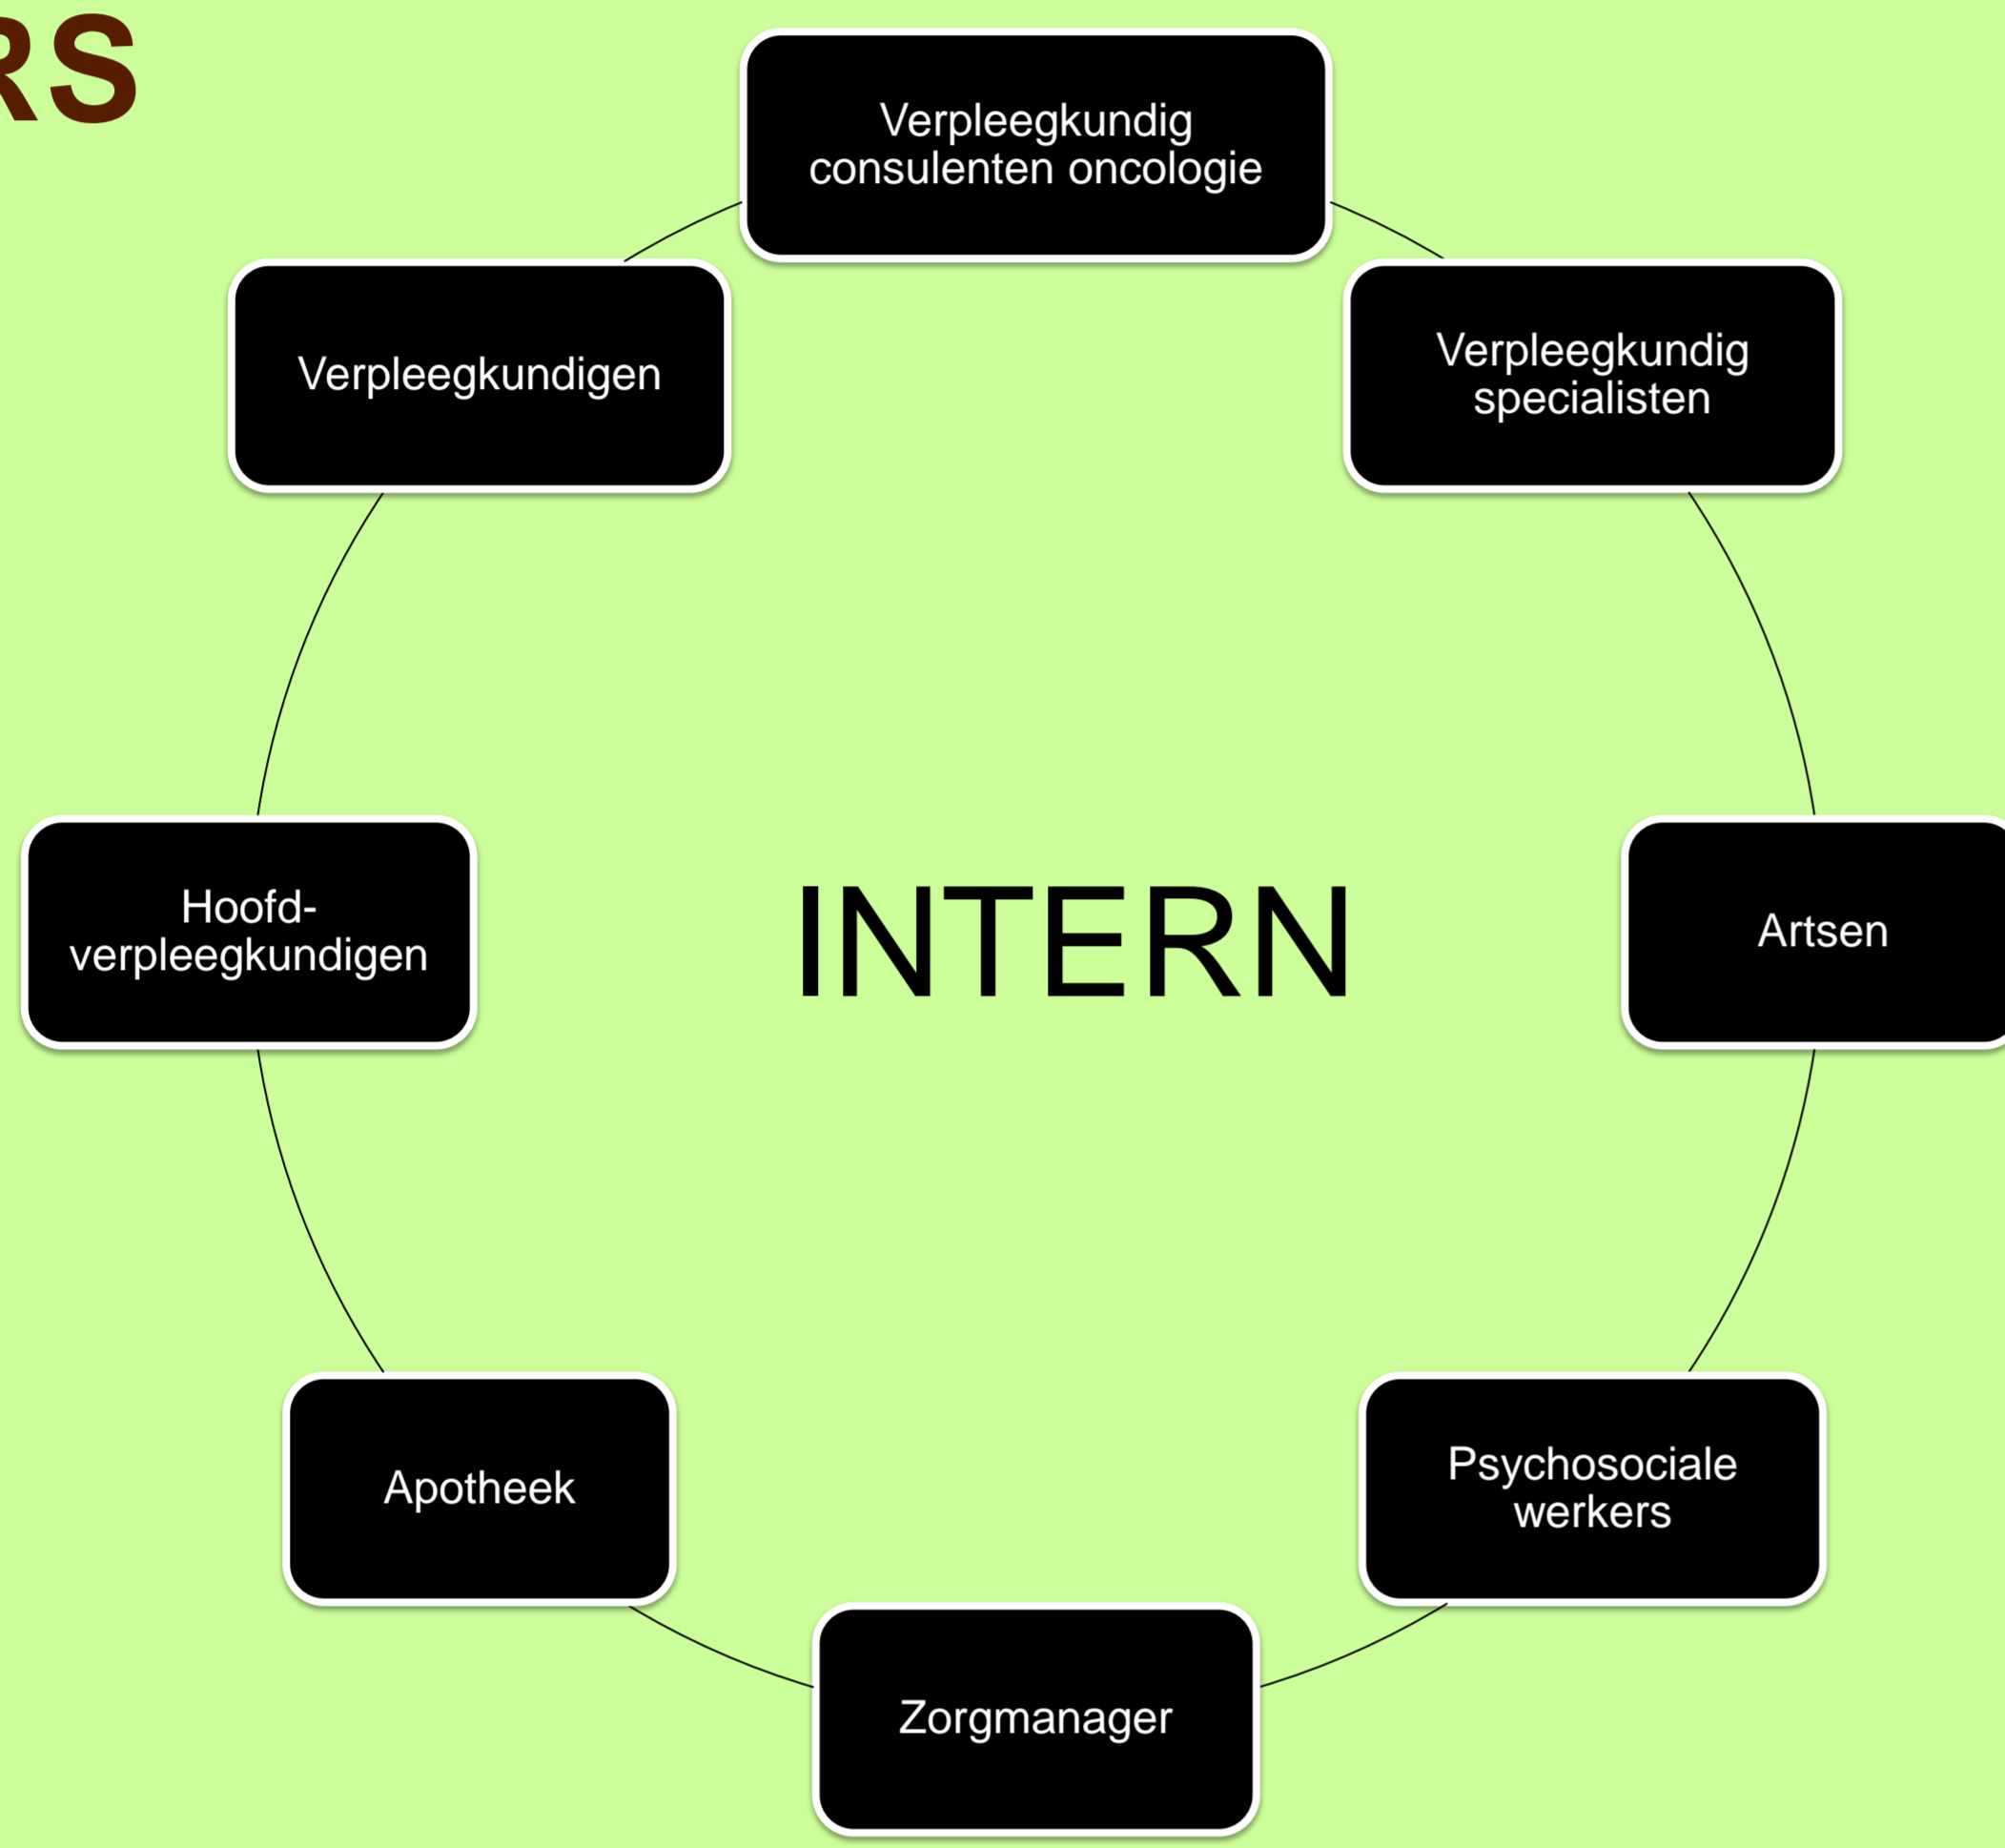 RS
Verpleegkundig
consulenten oncologie
Verpleegkundig
specialisten
Artsen
Psychosociale
werkers
Zorgmanager
Apotheek
Hoofd-
verpleegkundigen
Verpleegkundigen
INTERN